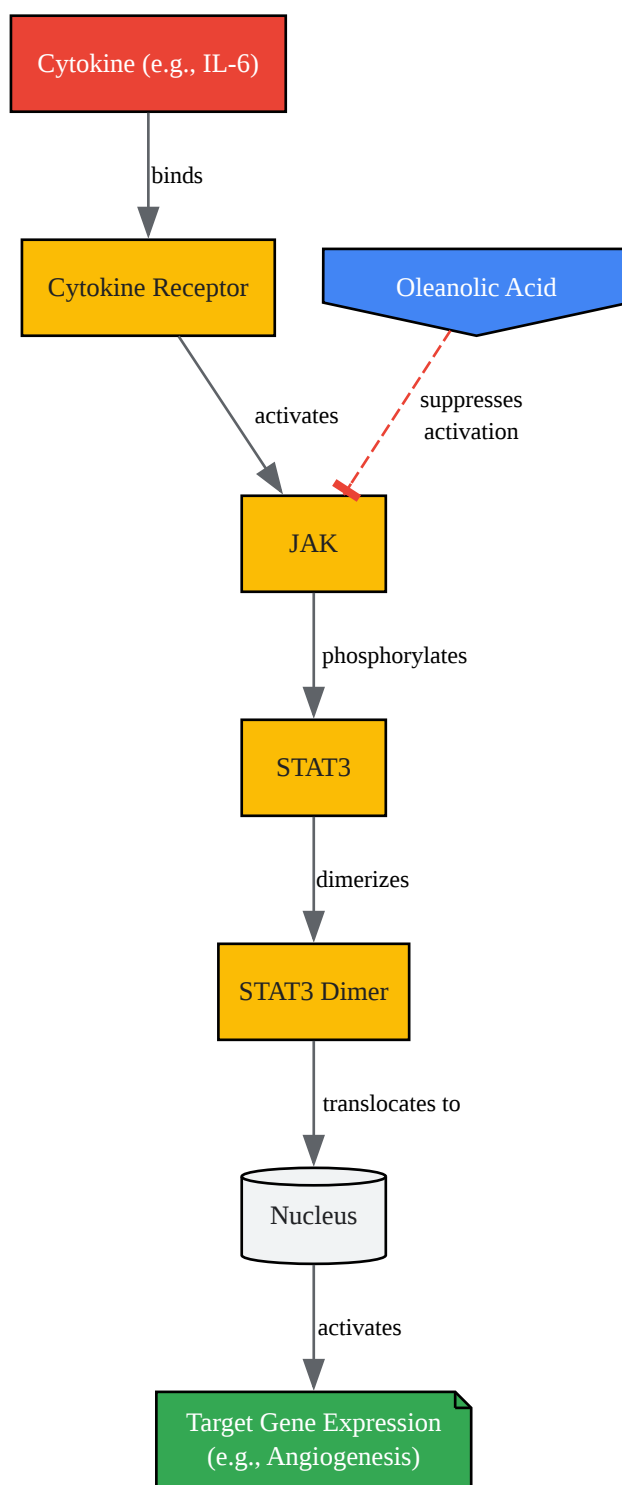 Cytokine (e.g., IL-6)
binds
Cytokine Receptor
Oleanolic Acid
activates
suppresses
activation
JAK
phosphorylates
STAT3
dimerizes
STAT3 Dimer
translocates to
Nucleus
activates
Target Gene Expression
(e.g., Angiogenesis)